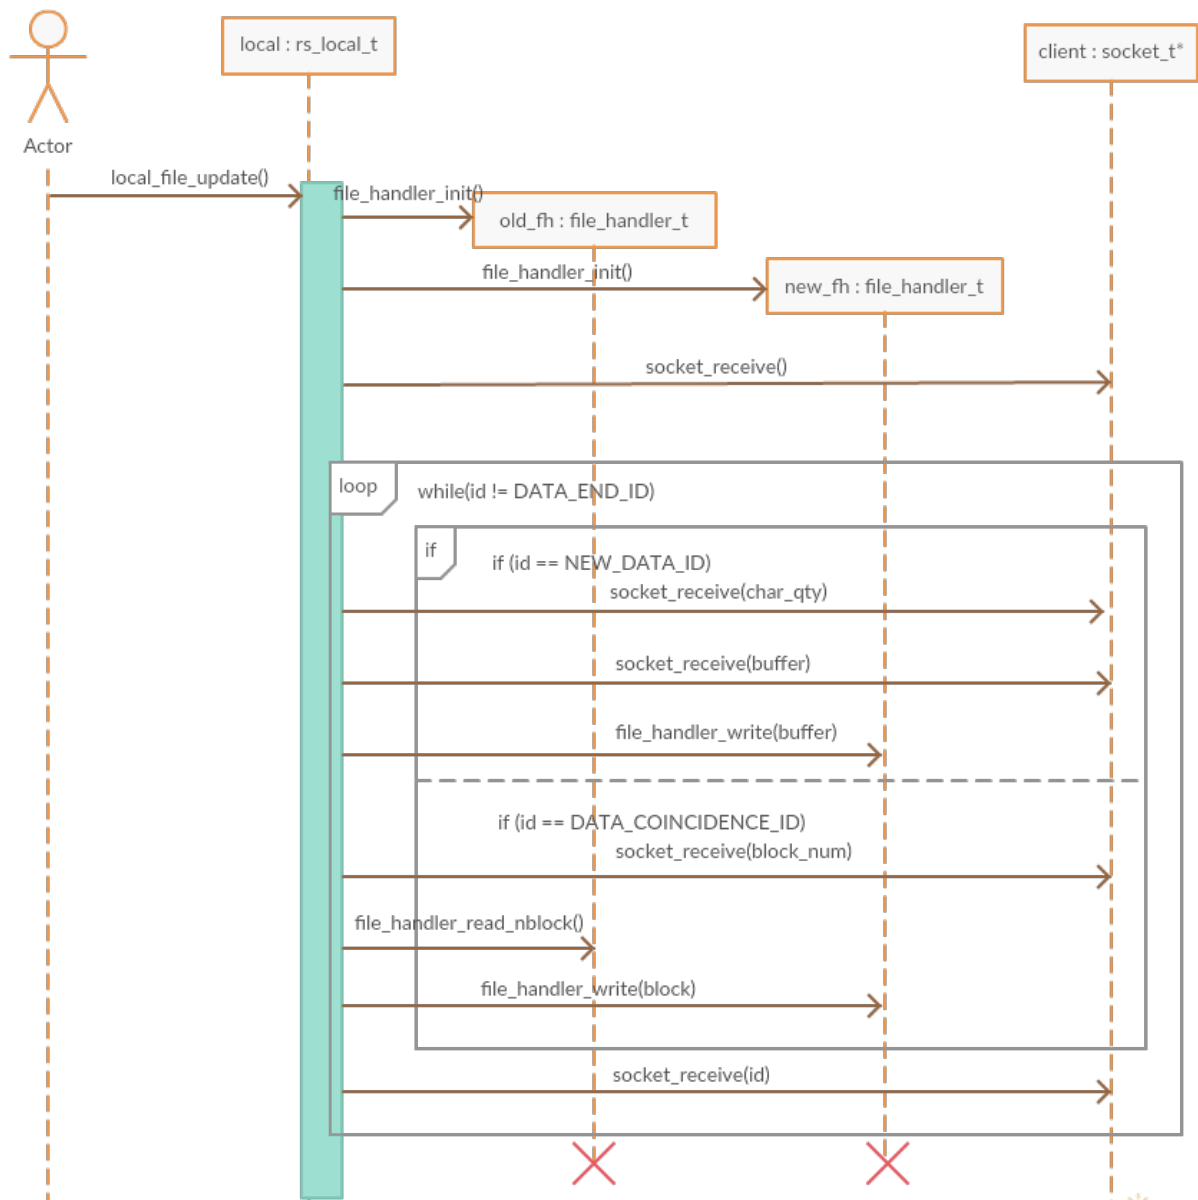 local : rs_local_t
client : socket_t*
Actor
local_file_update()
file_handler_init()
old_fh : file_handler_t
file_handler_init()
new_fh : file_handler_t
socket_receive()
loop
while(id != DATA_END_ID)
if
if (id == NEW_DATA_ID)
socket_receive(char_qty)
socket_receive(buffer)
file_handler_write(buffer)
if (id == DATA_COINCIDENCE_ID)
socket_receive(block_num)
file_handler_read_nblock()
file_handler_write(block)
socket_receive(id)